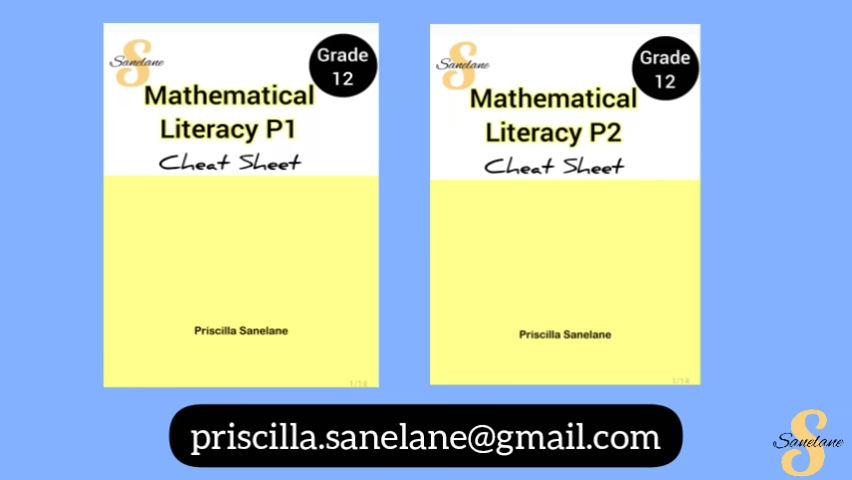 Sanelane
Grade
12
Mathematical
Literacy P1
Cheat Sheet
Priscilla Sanelane
1/18
Sanelane
Grade
12
Mathematical
Literacy P2
Cheat Sheet
Priscilla Sanelane
1/14
priscilla.sanelane@gmail.com
Sanelane